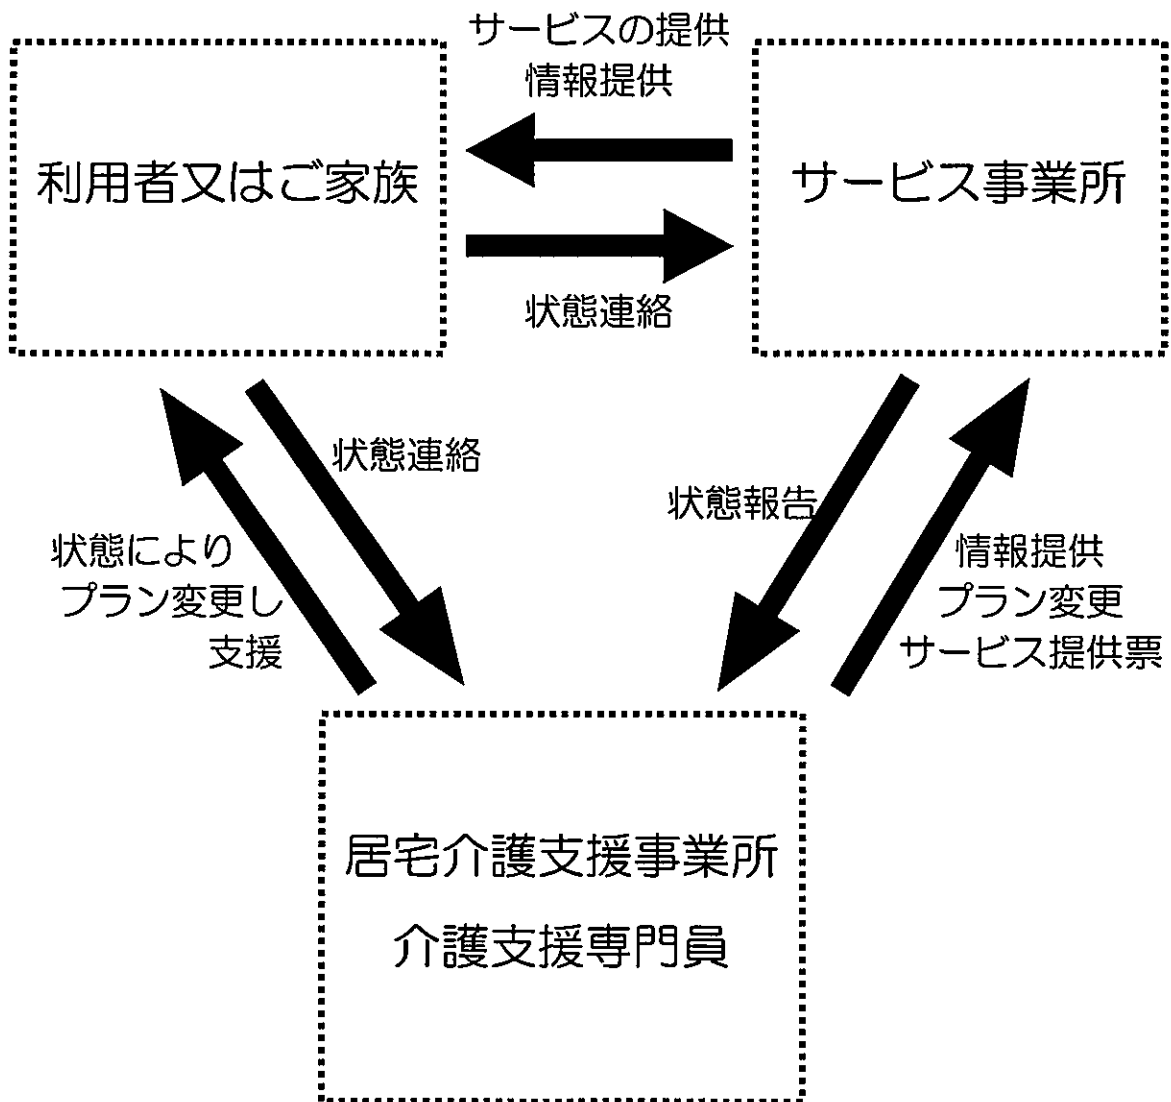 サービスの提供
情報提供
利用者又はご家族
サービス事業所
状態連絡
状態連絡
状態報告
状態により
プラン変更し
支援
情報提供
プラン変更
サービス提供票
居宅介護支援事業所
介護支援専門員